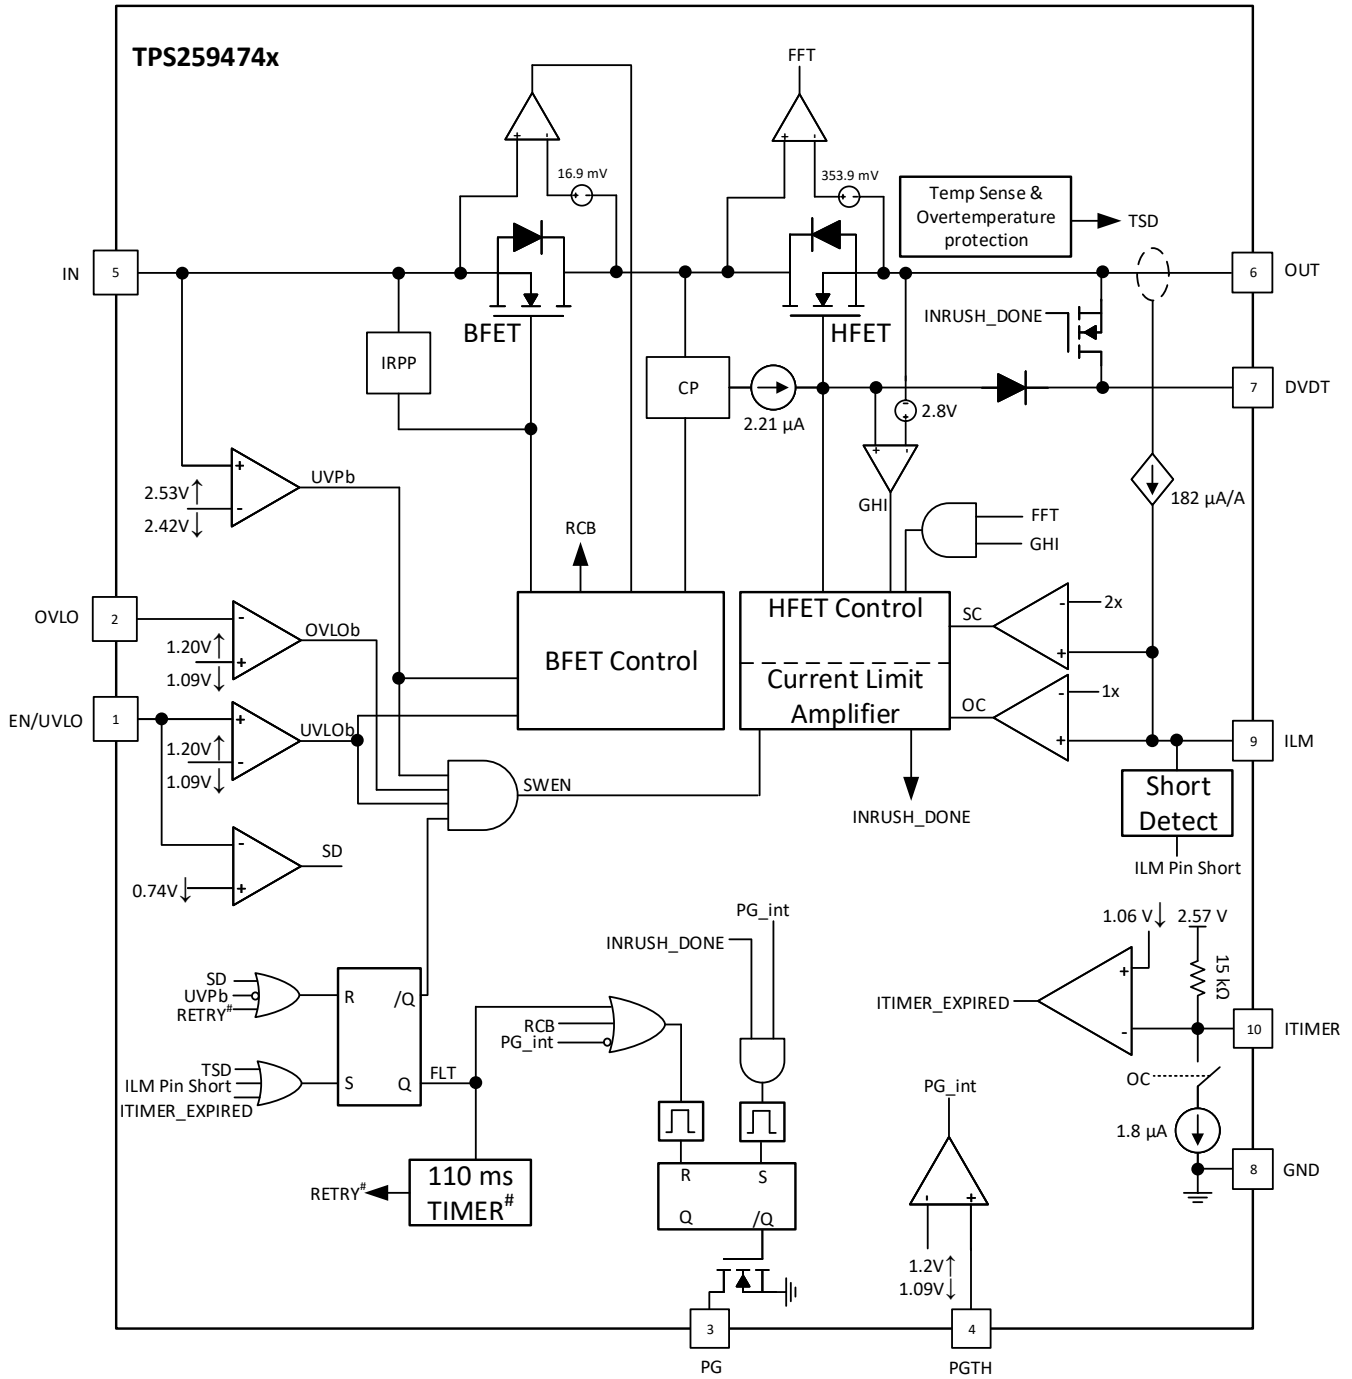 TPS259474x
FFT
+ -
+ -
16.9 mV
+ -
353.9 mV
+ -
Temp Sense &
Overtemperature
protection
TSD
IN
5
6
OUT
BFET
HFET
INRUSH_DONE
IRPP
CP
2.21 µA
7
DVDT
-
+
2.8V
+ -
UVPb
+
2.53V↑
-
2.42V↓
GHI
182 µA/A
RCB
FFT
GHI
OVLO
2
-
OVLOb
1.20V↑
+
1.09V↓
BFET Control
HFET Control
Current Limit
Amplifier
SC
-
2x
+
OC
-
1x
+
EN/UVLO
1
+
UVLOb
1.20V↑
-
1.09V↓
9
ILM
SWEN
INRUSH_DONE
Short
Detect
ILM Pin Short
-
SD
0.74V↓
+
PG_int
INRUSH_DONE
1.06 V↓
2.57 V
15 kΩ
+
ITIMER_EXPIRED
-
10
ITIMER
SD
UVPb
RETRY#
R
/Q
TSD
ILM Pin Short
ITIMER_EXPIRED
S
Q
FLT
RCB
PG_int
OC
1.8 µA
8
GND
PG_int
110 ms
TIMER#
RETRY#
R
S
Q
/Q
-
+
1.2V↑
1.09V↓
3
4
PG
PGTH